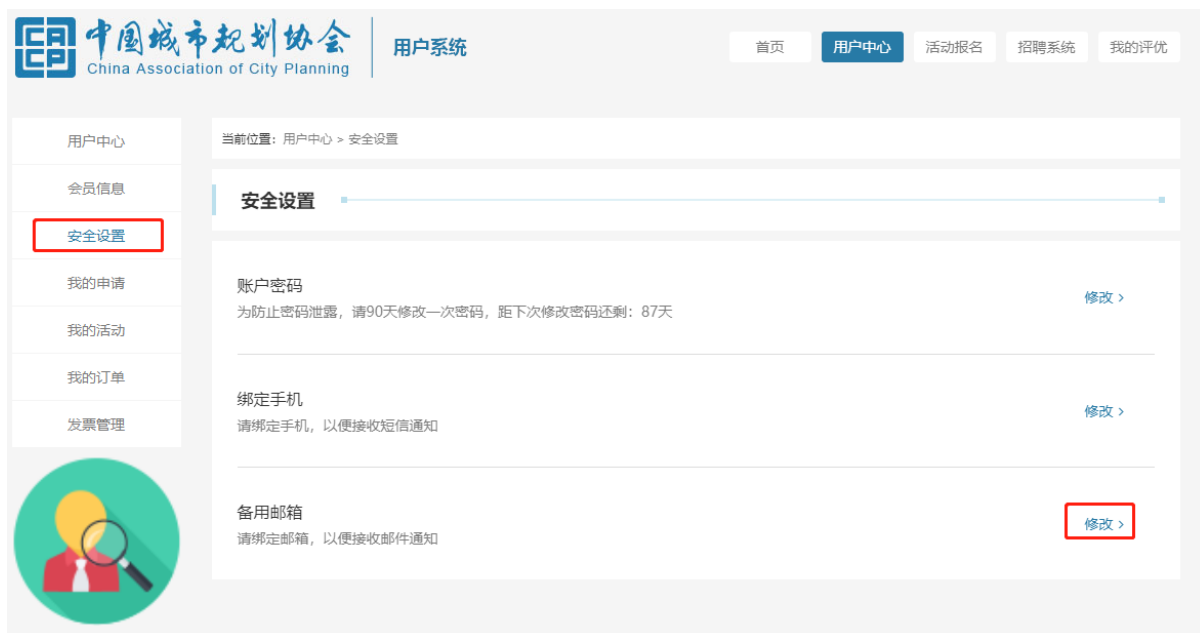 中国城市规划协会
China Association of City Planning
用户系统
首页
用户中心
活动报名
招聘系统
我的评优
用户中心
会员信息
安全设置
我的申请
我的活动
我的订单
发票管理
当前位置：用户中心 > 安全设置
安全设置
账户密码
为防止密码泄露，请90天修改一次密码，距下次修改密码还剩：87天
修改 >
绑定手机
请绑定手机，以便接收短信通知
修改 >
备用邮箱
请绑定邮箱，以便接收邮件通知
修改 >